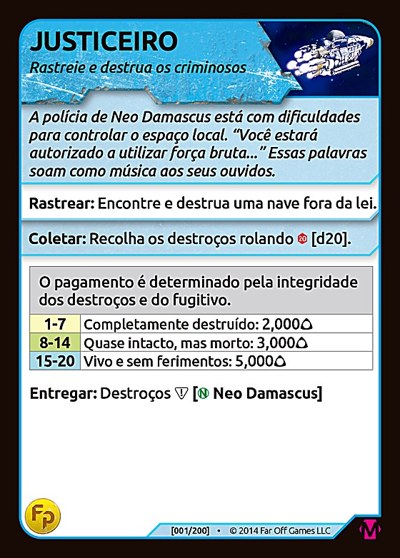 JUSTICEIRO
Rastreie e destrua os criminosos
A polícia de Neo Damascus está com dificuldades
para controlar o espaço local. “Você estará
autorizado a utilizar força bruta...” Essas palavras
soam como música aos seus ouvidos.
Rastrear: Encontre e destrua uma nave fora da lei.
Coletar: Recolha os destroços rolando 20 [d20].
O pagamento é determinado pela integridade
dos destroços e do fugitivo.
1-7 Completamente destruído: 2,000
8-14 Quase intacto, mas morto: 3,000
15-20 Vivo e sem ferimentos: 5,000
Entregar: Destroços [N Neo Damascus]
FP
[001/200] • © 2014 Far Off Games LLC